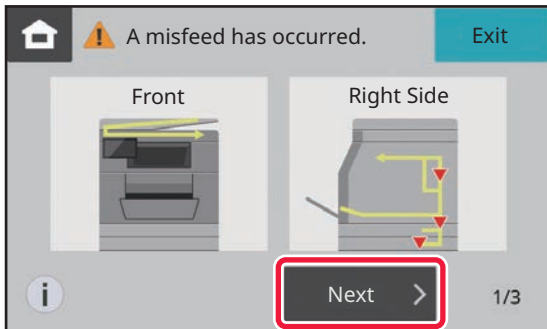 A misfeed has occurred.
Exit
Front
Right Side
i
Next
1/3